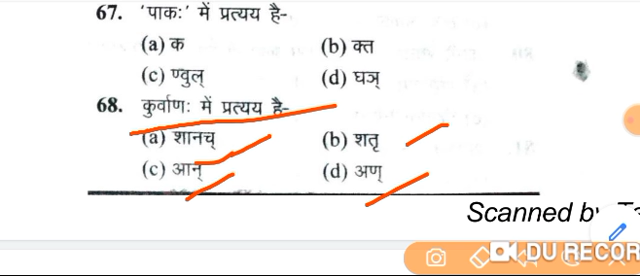 67. 'पाकः' में प्रत्यय है-
(a) क (b) क्त
(c) ण्वुल् (d) घञ्
68. कुर्वाणः में प्रत्यय है-
(a) शानच् (b) शतृ
(c) आन् (d) अण्
Scanned by
DU RECOR